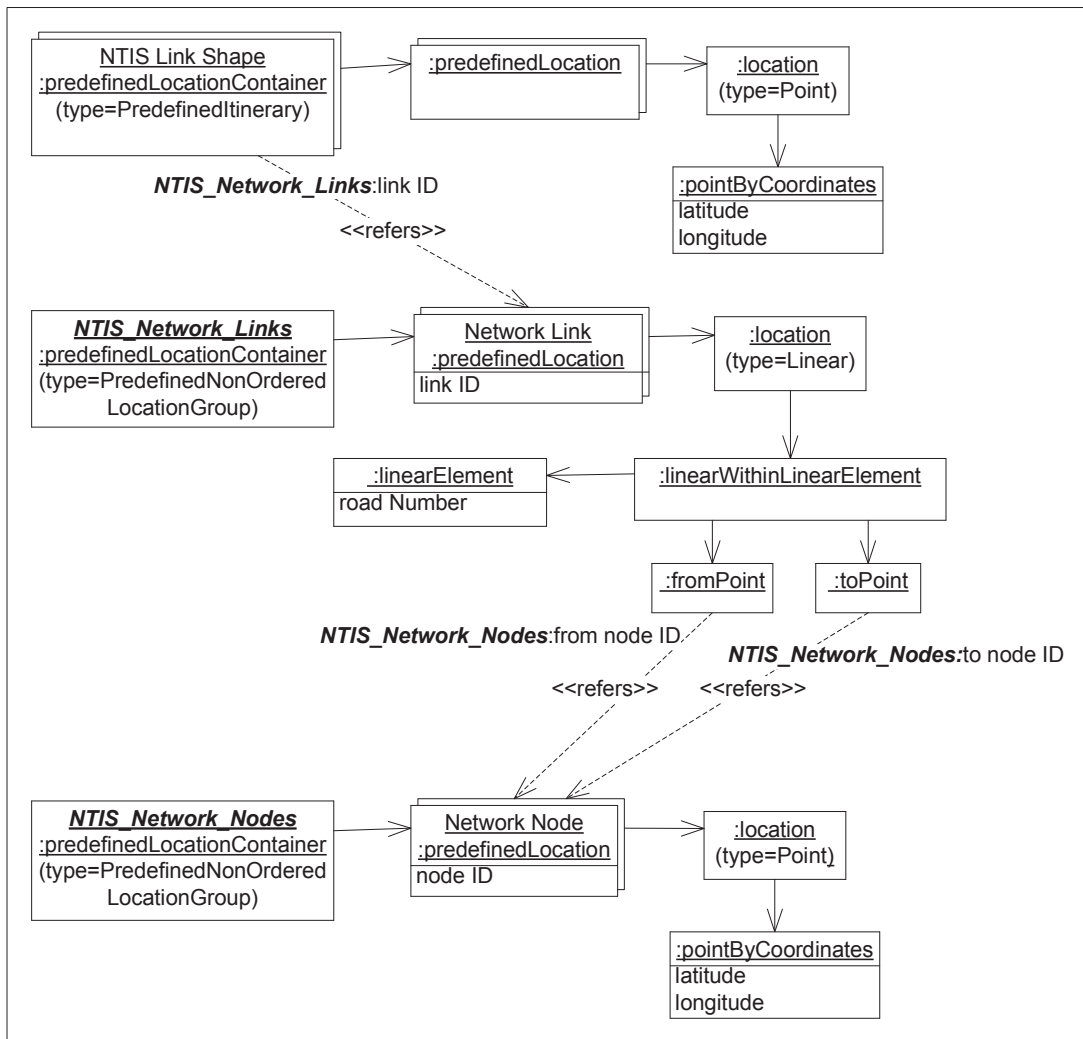 NTIS Link Shape
:predefinedLocationContainer
(type=PredefinedItinerary)
:predefinedLocation
:location
(type=Point)
:pointByCoordinates
latitude
longitude
NTIS_Network_Links:link ID
<<refers>>
NTIS_Network_Links
:predefinedLocationContainer
(type=PredefinedNonOrdered
LocationGroup)
Network Link
:predefinedLocation
link ID
:location
(type=Linear)
:linearElement
road Number
:linearWithinLinearElement
:fromPoint
:toPoint
NTIS_Network_Nodes:from node ID
NTIS_Network_Nodes:to node ID
<<refers>>
<<refers>>
NTIS_Network_Nodes
:predefinedLocationContainer
(type=PredefinedNonOrdered
LocationGroup)
Network Node
:predefinedLocation
node ID
:location
(type=Point)
:pointByCoordinates
latitude
longitude